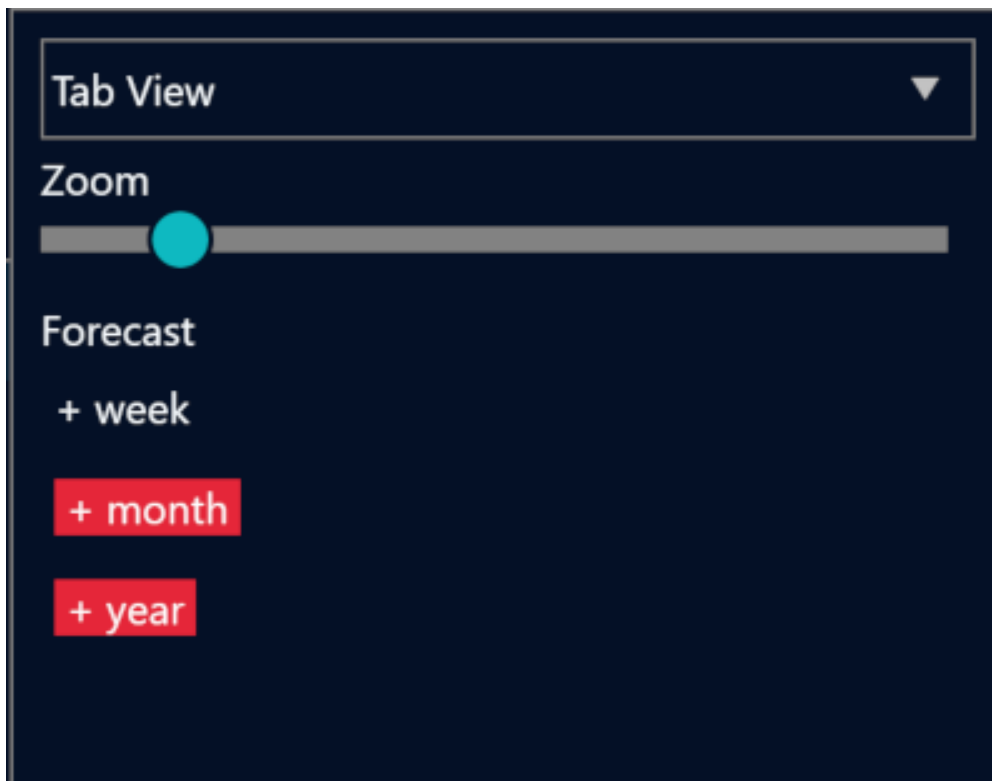 Tab View
Zoom
Forecast
+ week
+ month
+ year